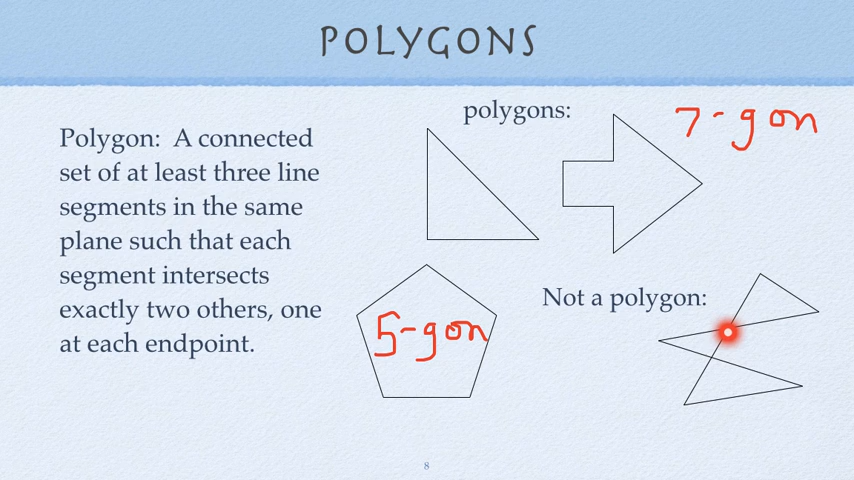 POLYGONS
polygons:
7-gon
Polygon: A connected
set of at least three line
segments in the same
plane such that each
segment intersects
exactly two others, one
at each endpoint.
Not a polygon:
5-gon
8